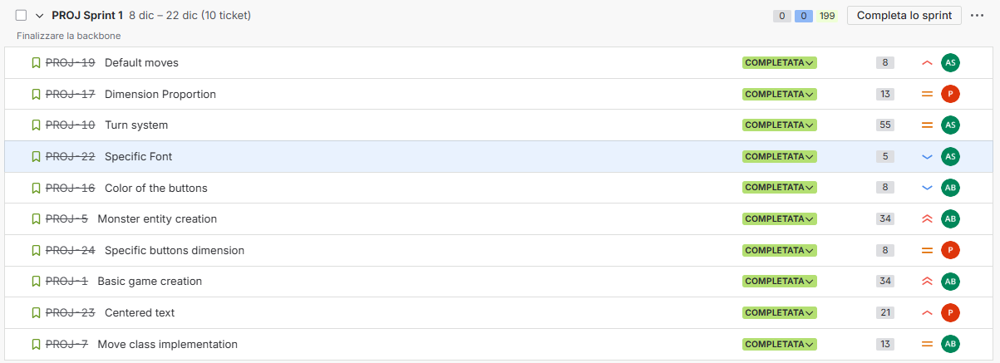 PROJ Sprint 1 8 dic – 22 dic (10 ticket) 0 0 199 Completa lo sprint
Finalizzare la backbone
PROJ-19 Default moves COMPLETATA 8 AS
PROJ-17 Dimension Proportion COMPLETATA 13 P
PROJ-10 Turn system COMPLETATA 55 AS
PROJ-22 Specific Font COMPLETATA 5 AS
PROJ-16 Color of the buttons COMPLETATA 8 AB
PROJ-5 Monster entity creation COMPLETATA 34 AB
PROJ-24 Specific buttons dimension COMPLETATA 8 P
PROJ-1 Basic game creation COMPLETATA 34 AB
PROJ-23 Centered text COMPLETATA 21 P
PROJ-7 Move class implementation COMPLETATA 13 AB